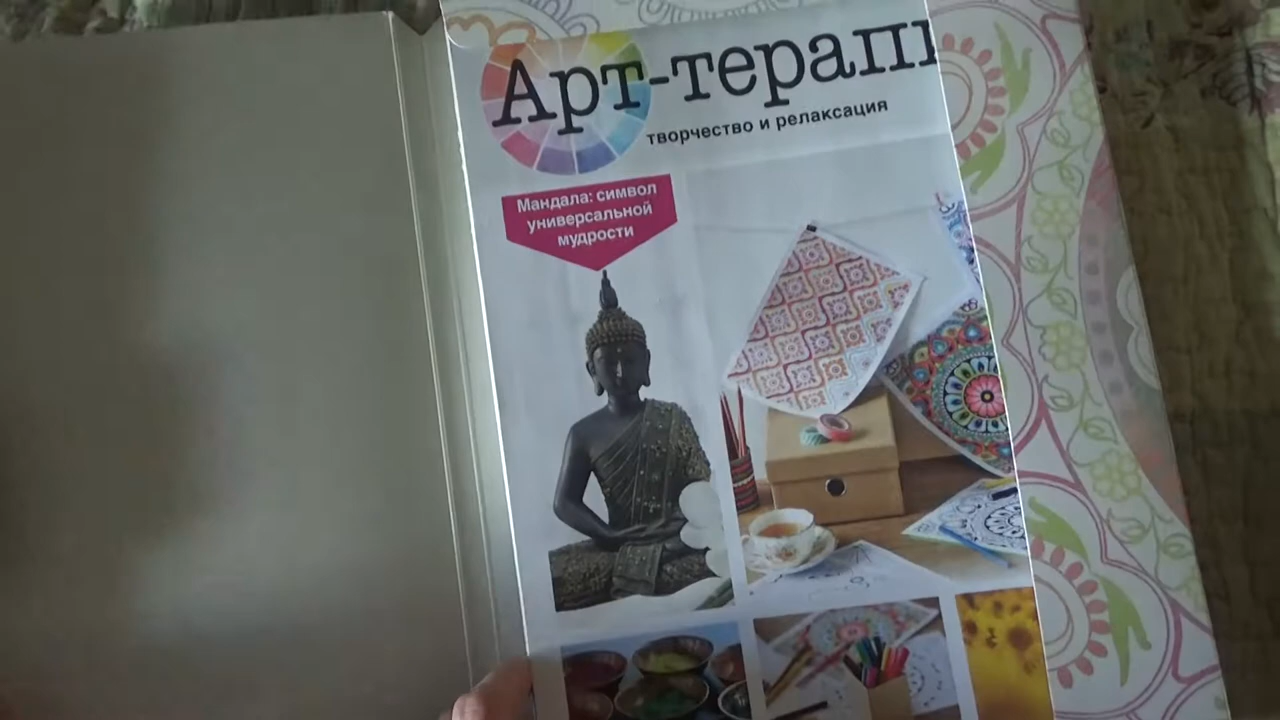 Арт-терапи
творчество и релаксация
Мандала: символ
универсальной
мудрости